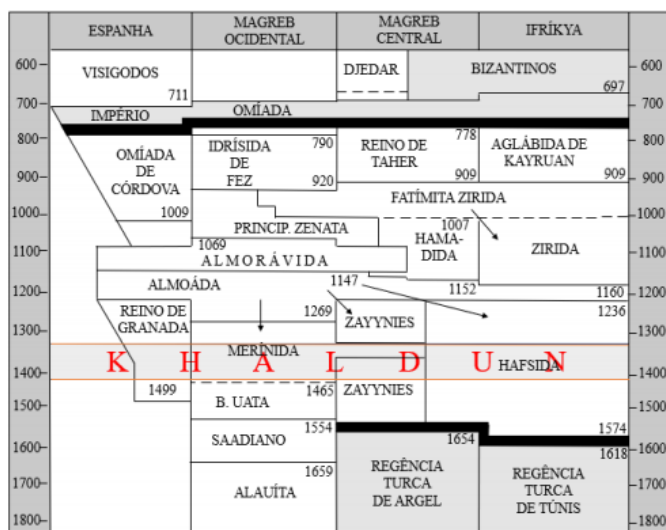 ESPANHA
MAGREB
OCIDENTAL
MAGREB
CENTRAL
IFRÍKYA
600
700
800
900
1000
1100
1200
1300
1400
1500
1600
1700
1800
VISIGODOS
711
DJEDAR
BIZANTINOS
697
IMPÉRIO
OMÍADA
OMÍADA
DE
CÓRDOVA
1009
IDRÍSIDA
DE
FEZ
790
920
REINO DE
TAHER
778
909
AGLÁBIDA DE
KAYRUAN
909
FATÍMITA ZIRIDA
PRINCIP. ZENATA
1069
1007
HAMA-
DIDA
1152
ZIRIDA
1160
ALMORÁVIDA
ALMOÁDA
1147
1269
1236
REINO DE
GRANADA
1499
ZAYYNIES
MERÍNIDA
HAFSIDA
KHALDUN
1465
B. UATA
1554
ZAYYNIES
1574
SAADIANO
1659
ALAUÍTA
1654
REGÊNCIA
TURCA
DE ARGEL
1618
REGÊNCIA
TURCA
DE TÚNIS
600
700
800
900
1000
1100
1200
1300
1400
1500
1600
1700
1800